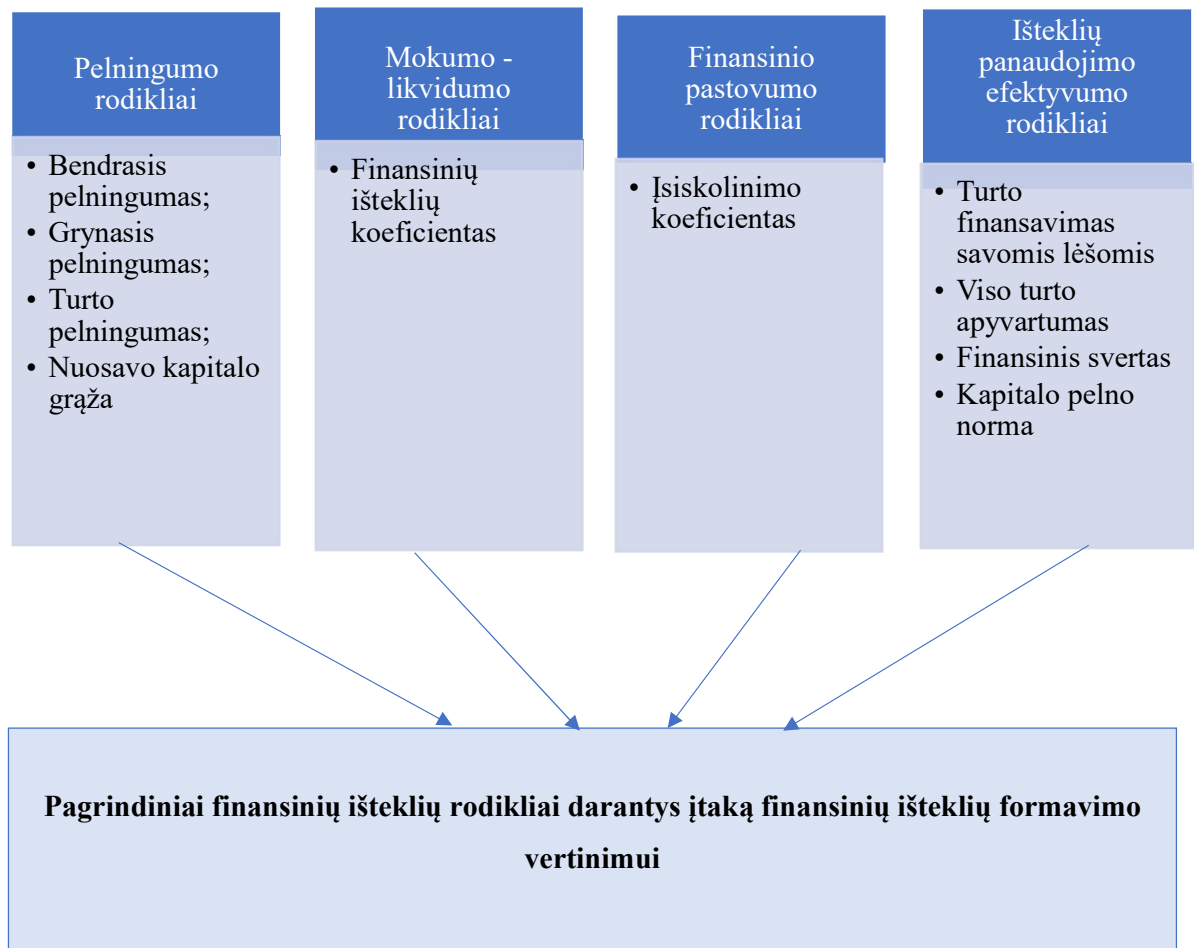 Pelningumo
rodikliai
• Bendrasis
pelningumas;
• Grynasis
pelningumas;
• Turto
pelningumas;
• Nuosavo kapitalo
grąža
Mokumo -
likvidumo
rodikliai
• Finansinių
išteklių
koeficientas
Finansinio
pastovumo
rodikliai
• Įsiskolinimo
koeficientas
Išteklių
panaudojimo
efektyvumo
rodikliai
• Turto
finansavimas
savomis lėšomis
• Viso turto
apyvartumas
• Finansinis svertas
• Kapitalo pelno
norma
Pagrindiniai finansinių išteklių rodikliai darantys įtaką finansinių išteklių formavimo
vertinimui